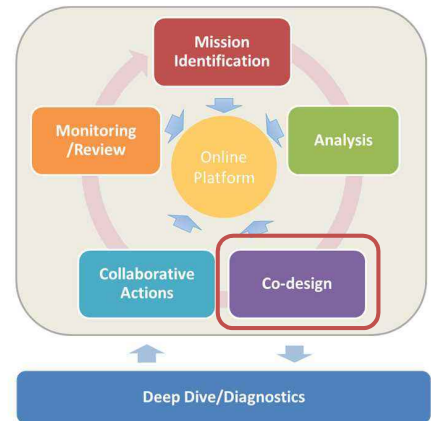 Mission
Identification
Monitoring
/Review
Online
Platform
Analysis
Collaborative
Actions
Co-design
Deep Dive/Diagnostics